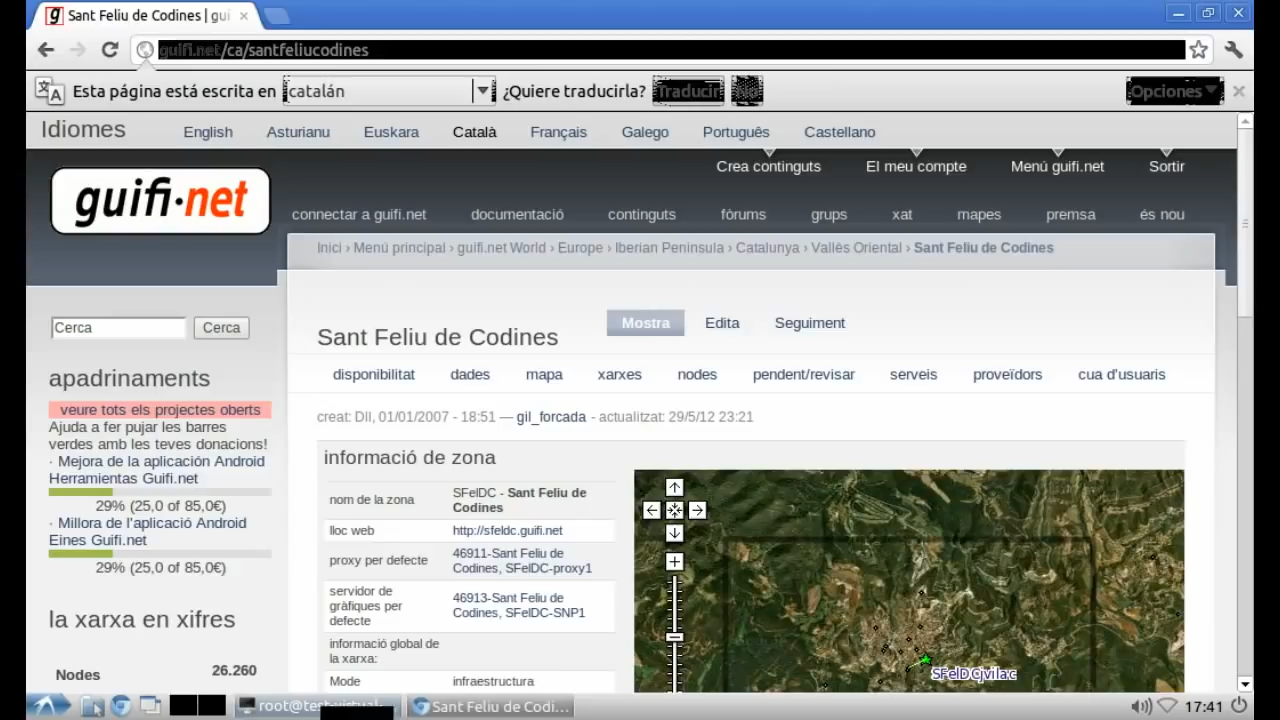 Sant Feliu de Codines | gui
guifi.net/ca/santfeliucodines
Esta página está escrita en catalán ¿Quiere traducirla? Traducir Opciones
Idiomes English Asturianu Euskara Català Français Galego Português Castellano
Crea continguts El meu compte Menú guifi.net Sortir
guifi·net
connectar a guifi.net documentació continguts fòrums grups xat mapes premsa és nou
Inici › Menú principal › guifi.net World › Europe › Iberian Peninsula › Catalunya › Vallès Oriental › Sant Feliu de Codines
Cerca Cerca
Sant Feliu de Codines
Mostra Edita Seguiment
disponibilitat dades mapa xarxes nodes pendent/revisar serveis proveïdors cua d'usuaris
creat: Dll, 01/01/2007 - 18:51 — gil_forcada - actualitzat: 29/5/12 23:21
apadrinaments
veure tots els projectes oberts
Ajuda a fer pujar les barres
verdes amb les teves donacions!
· Mejora de la aplicación Android
Herramientas Guifi.net
29% (25,0 of 85,0€)
· Millora de l'aplicació Android
Eines Guifi.net
29% (25,0 of 85,0€)
la xarxa en xifres
Nodes 26.260
informació de zona
nom de la zona SFelDC - Sant Feliu de
Codines
lloc web http://sfeldc.guifi.net
proxy per defecte 46911-Sant Feliu de
Codines, SFelDC-proxy1
servidor de
gràfiques per
defecte
46913-Sant Feliu de
Codines, SFelDC-SNP1
informació global de
la xarxa:
Mode infraestructura
SFelDCjvilac
root@test-virtual
Sant Feliu de Codi...
17:41